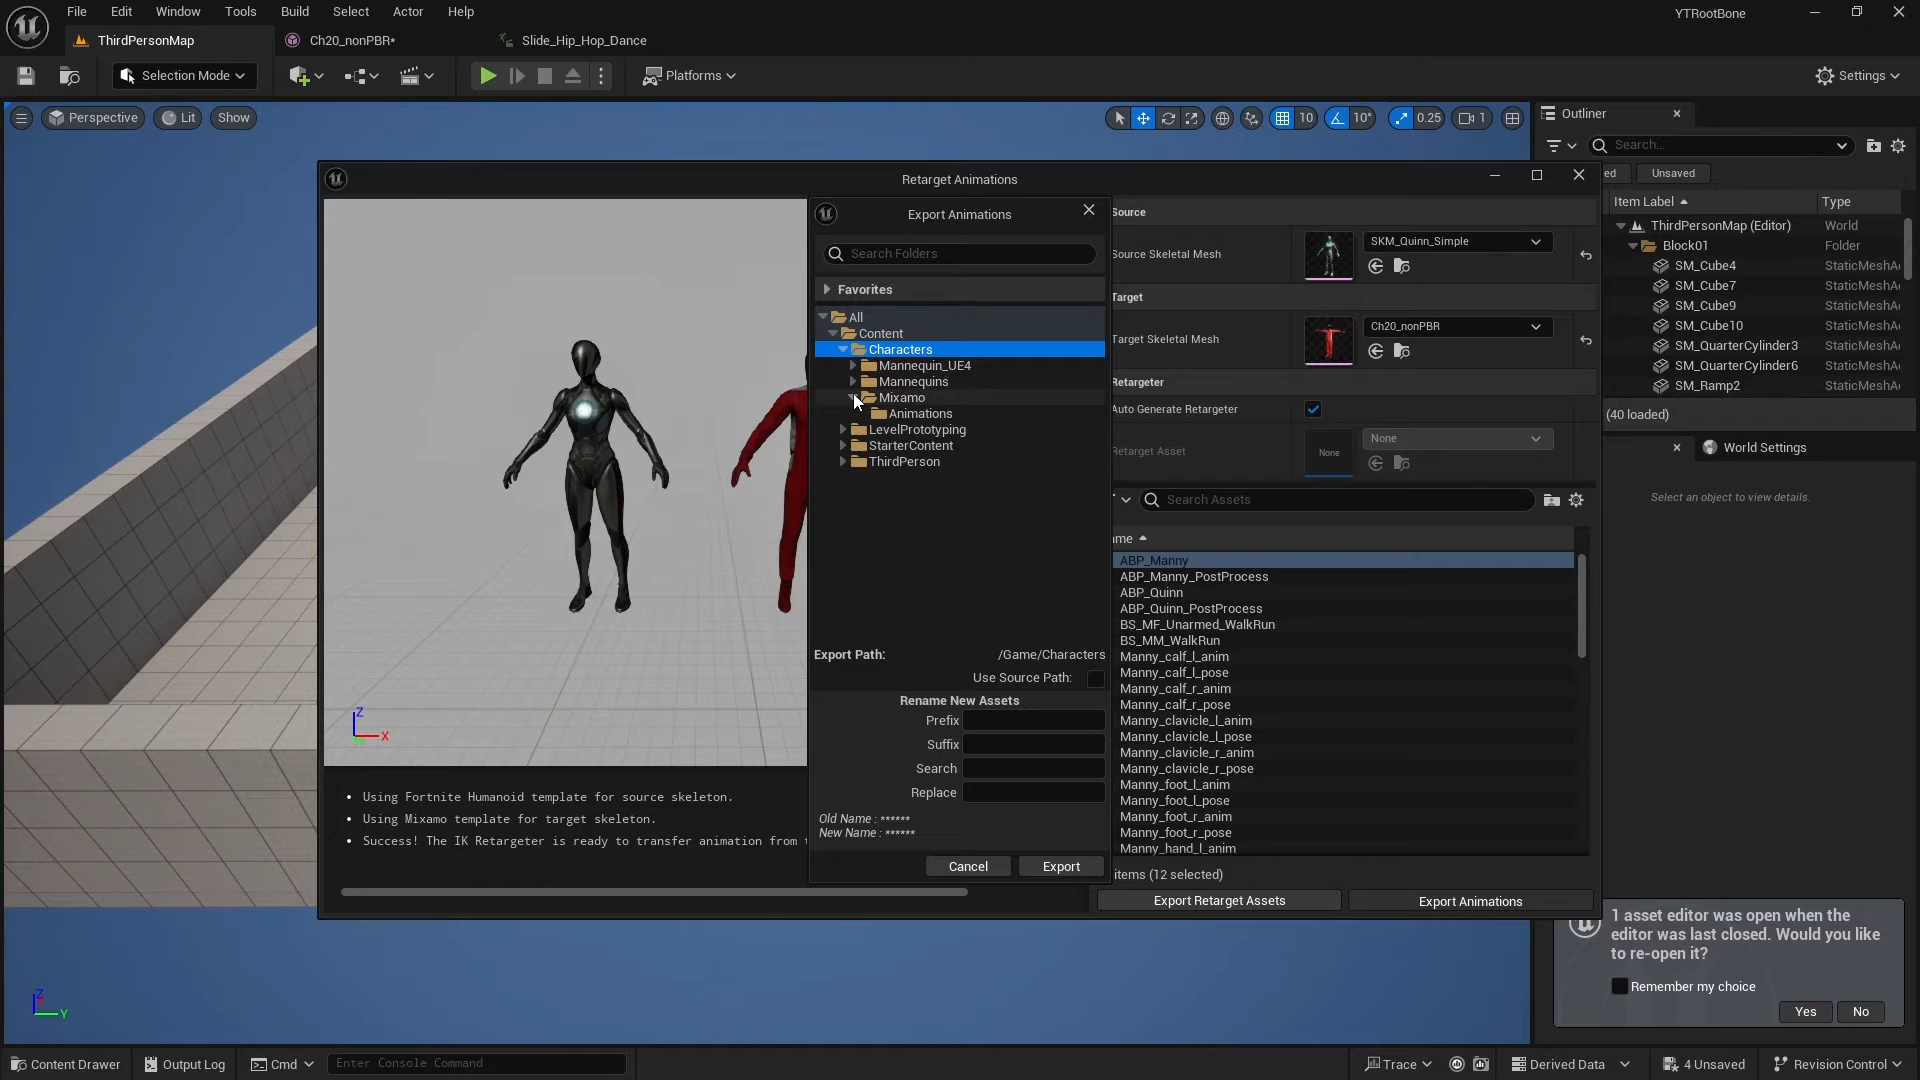 File Edit Window Tools Build Select Actor Help
YTRootBone
ThirdPersonMap
Ch20_nonPBR*
Slide_Hip_Hop_Dance
Selection Mode
Platforms
Settings
Perspective
Lit
Show
10
10°
0.25
1
Outliner
Search...
ed
Unsaved
Item Label
Type
ThirdPersonMap (Editor) World
Block01 Folder
SM_Cube4 StaticMeshA
SM_Cube7 StaticMeshA
SM_Cube9 StaticMeshA
SM_Cube10 StaticMeshA
SM_QuarterCylinder3 StaticMeshA
SM_QuarterCylinder6 StaticMeshA
SM_Ramp2 StaticMeshA
(40 loaded)
World Settings
Select an object to view details.
Retarget Animations
Z
X
Using Fortnite Humanoid template for source skeleton.
Using Mixamo template for target skeleton.
Success! The IK Retargeter is ready to transfer animation from
Export Animations
Search Folders
Favorites
All
Content
Characters
Mannequin_UE4
Mannequins
Mixamo
Animations
LevelPrototyping
StarterContent
ThirdPerson
Export Path: /Game/Characters
Use Source Path:
Rename New Assets
Prefix
Suffix
Search
Replace
Old Name : ******
New Name : ******
Cancel
Export
Source
Source Skeletal Mesh
SKM_Quinn_Simple
Target
Target Skeletal Mesh
Ch20_nonPBR
Retargeter
Auto Generate Retargeter
Retarget Asset
None
None
Search Assets
ame
ABP_Manny
ABP_Manny_PostProcess
ABP_Quinn
ABP_Quinn_PostProcess
BS_MF_Unarmed_WalkRun
BS_MM_WalkRun
Manny_calf_l_anim
Manny_calf_l_pose
Manny_calf_r_anim
Manny_calf_r_pose
Manny_clavicle_l_anim
Manny_clavicle_l_pose
Manny_clavicle_r_anim
Manny_clavicle_r_pose
Manny_foot_l_anim
Manny_foot_l_pose
Manny_foot_r_anim
Manny_foot_r_pose
Manny_hand_l_anim
items (12 selected)
Export Retarget Assets
Export Animations
1 asset editor was open when the
editor was last closed. Would you like
to re-open it?
Remember my choice
Yes
No
Z
Y
Content Drawer
Output Log
Cmd
Enter Console Command
Trace
Derived Data
4 Unsaved
Revision Control